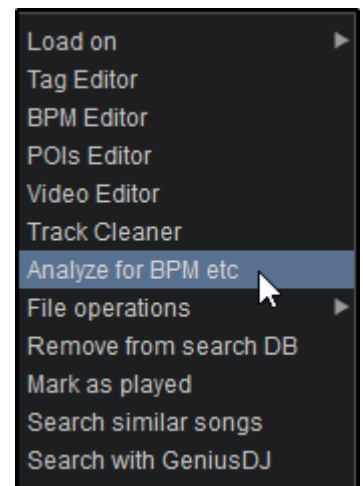 Load on
Tag Editor
BPM Editor
POIs Editor
Video Editor
Track Cleaner
Analyze for BPM etc
File operations
Remove from search DB
Mark as played
Search similar songs
Search with GeniusDJ